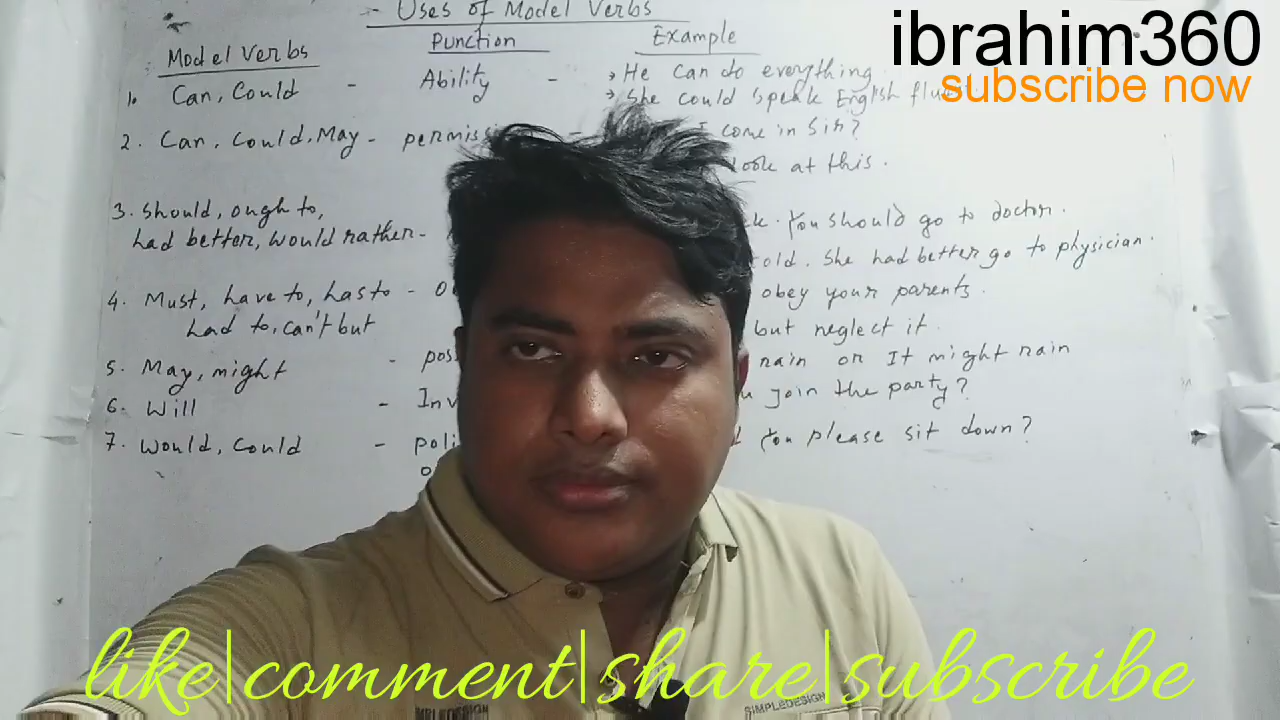 - Uses of Model Verbs
Model Verbs Function Example
ibrahim360
subscribe now
1. Can, Could - Ability - → He can do everything.
→ She could speak English
2. Can, Could, May - come in Sir?
look at this.
3. Should, ough to, You should go to doctor.
had better, would rather - She had better go to physician.
4. Must, have to, has to - obey your parents.
had to, can't but but neglect it.
5. May, might - rain or It might rain
6. Will - join the party?
7. Would, Could - You please sit down?
like|comment|share|subscribe
SIMPLEDESIGN